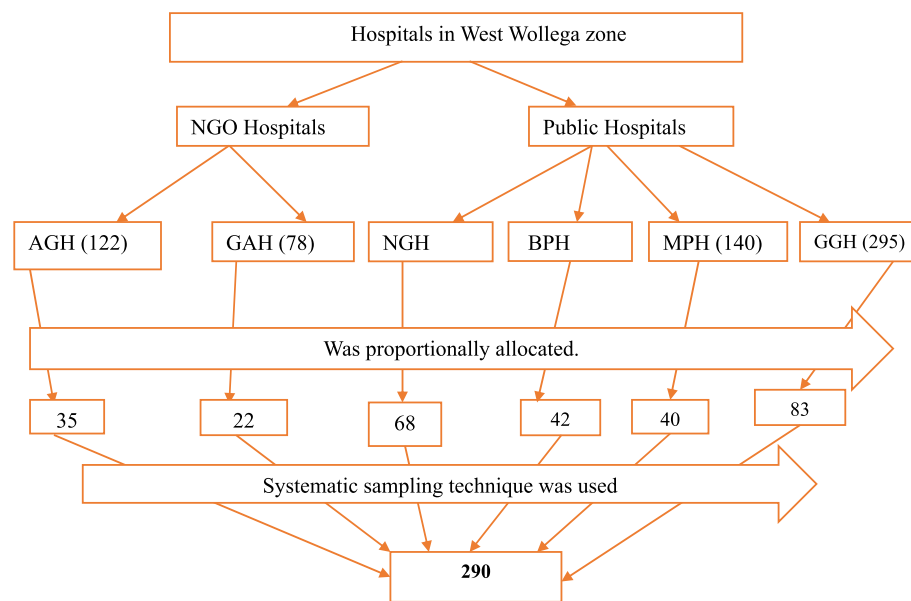 Hospitals in West Wollega zone
NGO Hospitals
Public Hospitals
AGH (122)
GAH (78)
NGH
BPH
MPH (140)
GGH (295)
Was proportionally allocated.
35
22
68
42
40
83
Systematic sampling technique was used
290